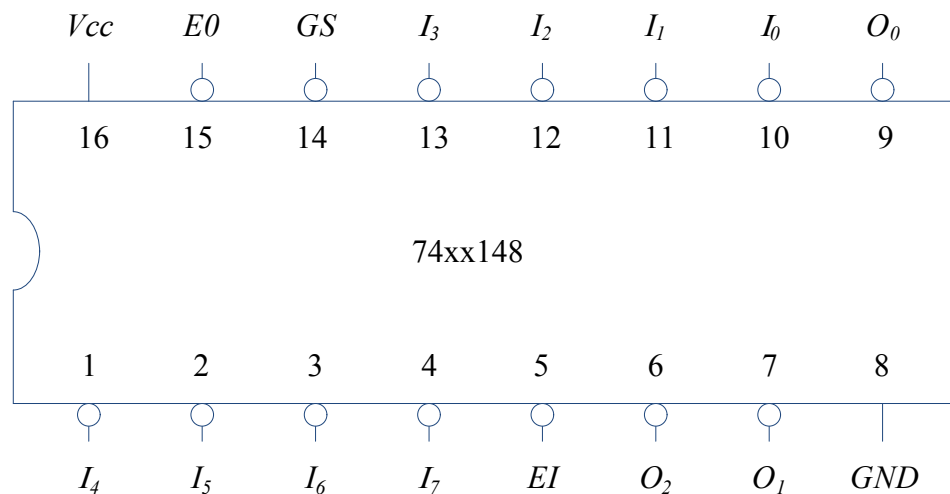 Vcc E0 GS I₃ I₂ I₁ I₀ O₀
16 15 14 13 12 11 10 9
74xx148
1 2 3 4 5 6 7 8
I₄ I₅ I₆ I₇ EI O₂ O₁ GND